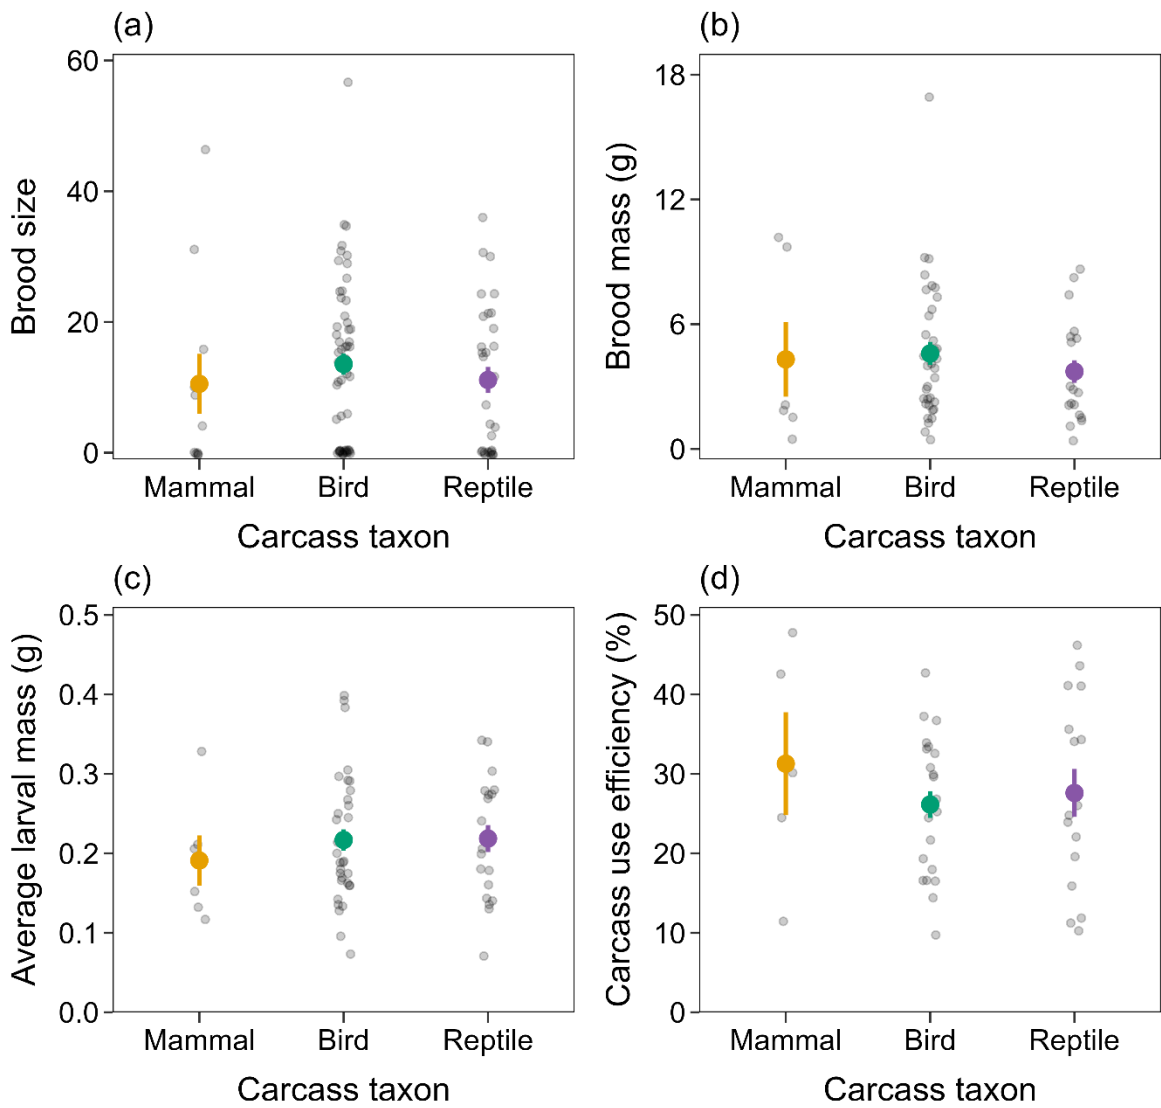 (a)
60
40
20
0
Brood size
Mammal Bird Reptile
Carcass taxon
(b)
18
12
6
0
Brood mass (g)
Mammal Bird Reptile
Carcass taxon
(c)
0.5
0.4
0.3
0.2
0.1
0.0
Average larval mass (g)
Mammal Bird Reptile
Carcass taxon
(d)
50
40
30
20
10
0
Carcass use efficiency (%)
Mammal Bird Reptile
Carcass taxon